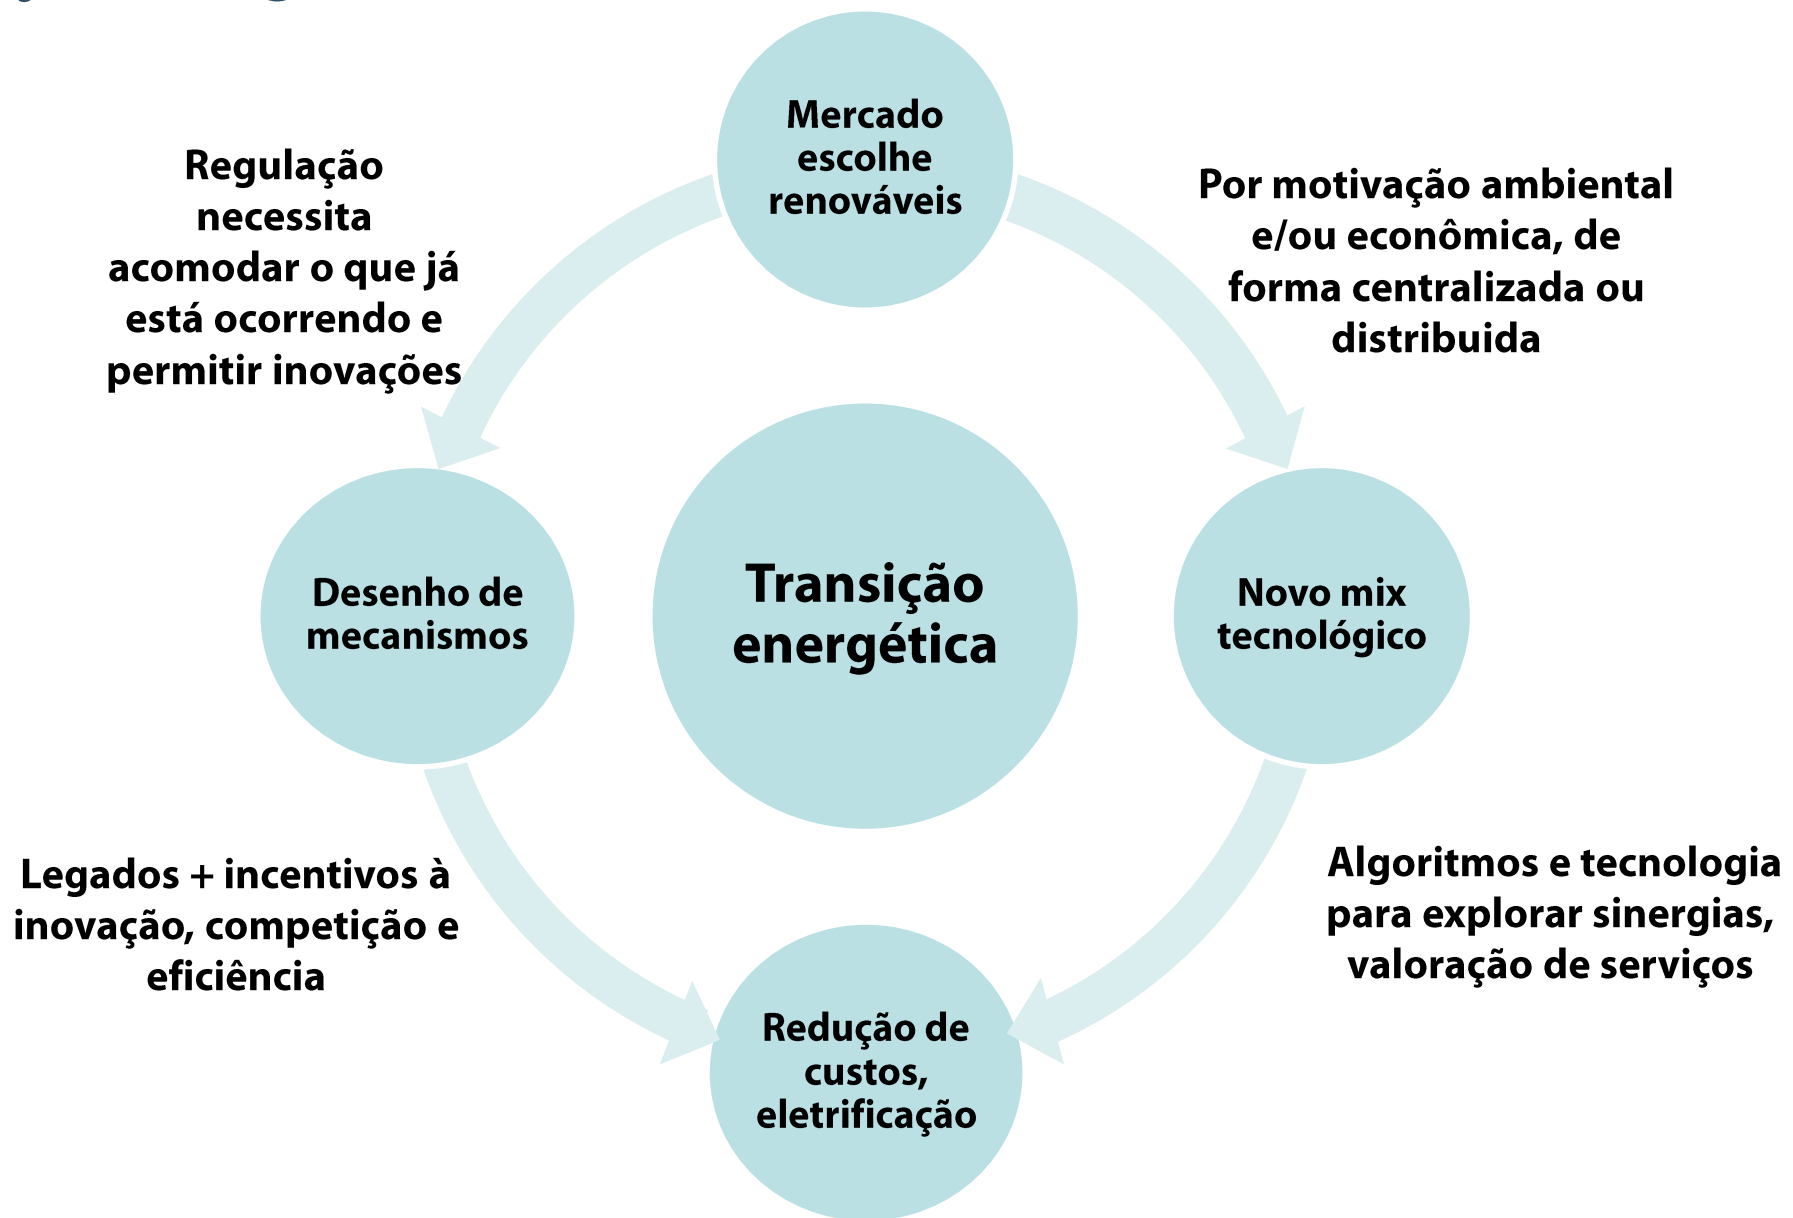 Mercado
escolhe
renováveis
Regulação
necessita
acomodar o que já
está ocorrendo e
permitir inovações
Por motivação ambiental
e/ou econômica, de
forma centralizada ou
distribuida
Desenho de
mecanismos
Transição
energética
Novo mix
tecnológico
Legados + incentivos à
inovação, competição e
eficiência
Algoritmos e tecnologia
para explorar sinergias,
valoração de serviços
Redução de
custos,
eletrificação